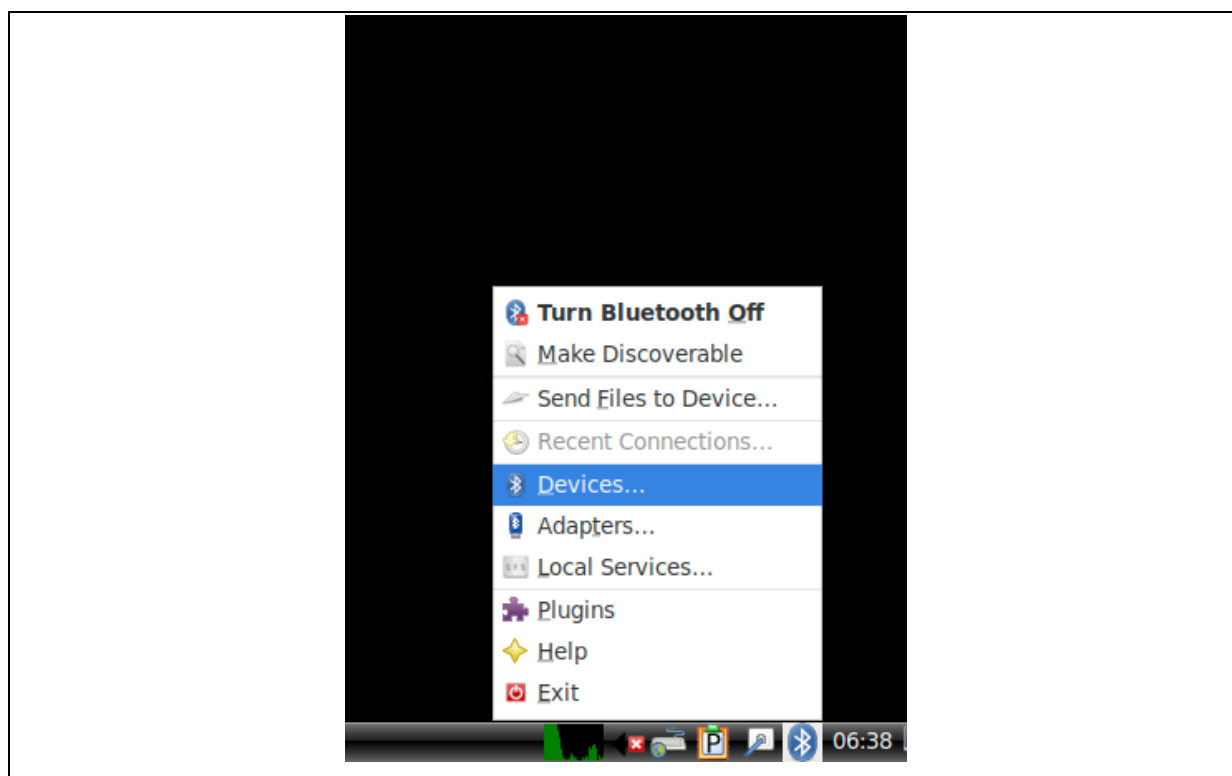 Turn Bluetooth Off
Make Discoverable
Send Files to Device...
Recent Connections...
Devices...
Adapters...
Local Services...
Plugins
Help
Exit
P 06:38